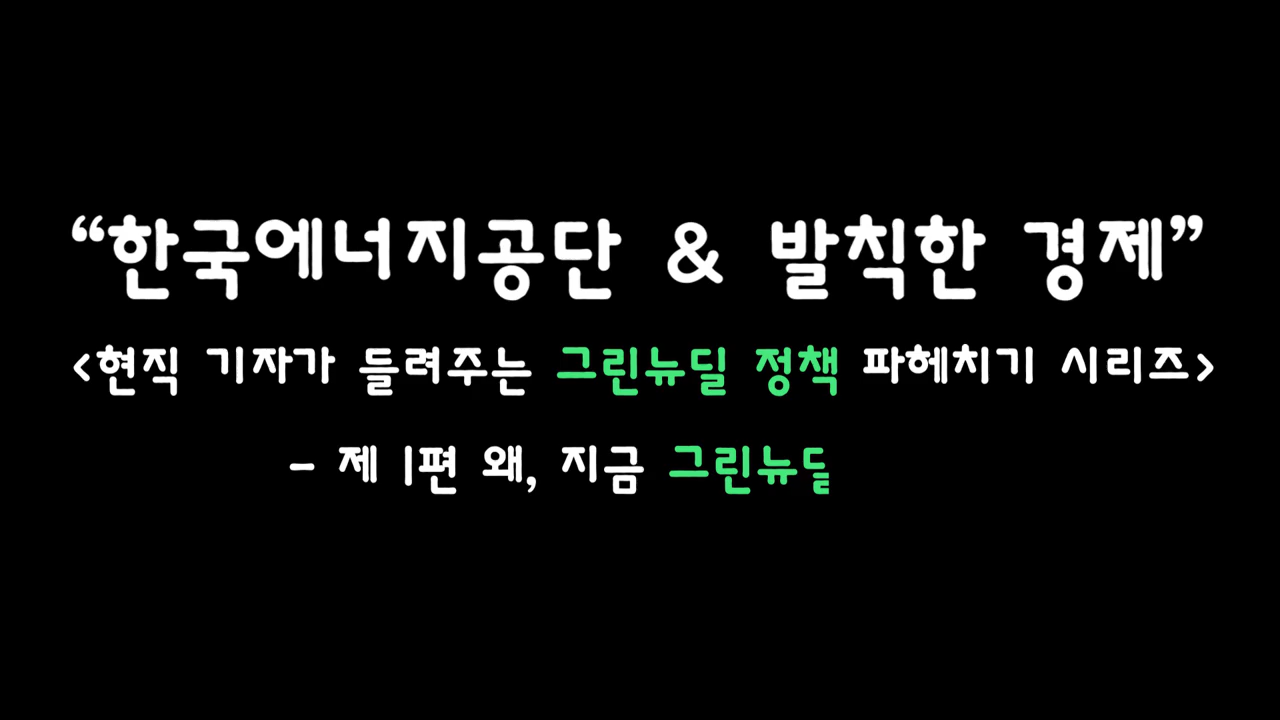 “한국에너지공단 & 발칙한 경제”
<현직 기자가 들려주는 그린뉴딜 정책 파헤치기 시리즈>
- 제 1편 왜, 지금 그린뉴딜